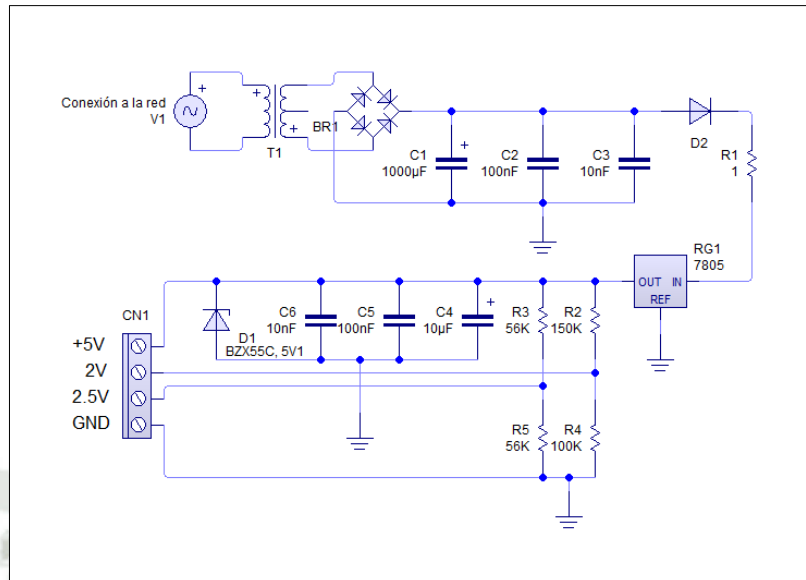 Conexión a la red
V1
T1
BR1
C1
1000µF
C2
100nF
C3
10nF
D2
R1
1
RG1
7805
OUT IN
REF
CN1
+5V
2V
2.5V
GND
D1
BZX55C, 5V1
C6
10nF
C5
100nF
C4
10µF
R3
56K
R2
150K
R5
56K
R4
100K